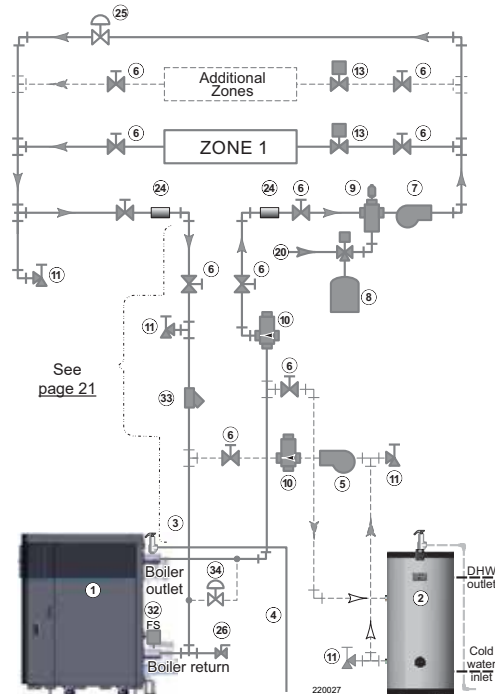 25
6
Additional
Zones
13
6
6
ZONE 1
13
6
24
24
6
9
7
11
6
6
20
8
11
10
See
page 21
6
33
6
10
5
11
3
Boiler
outlet
34
1
4
2
DHW
outlet
32
FS
26
11
Cold
water
inlet
Boiler return
220027